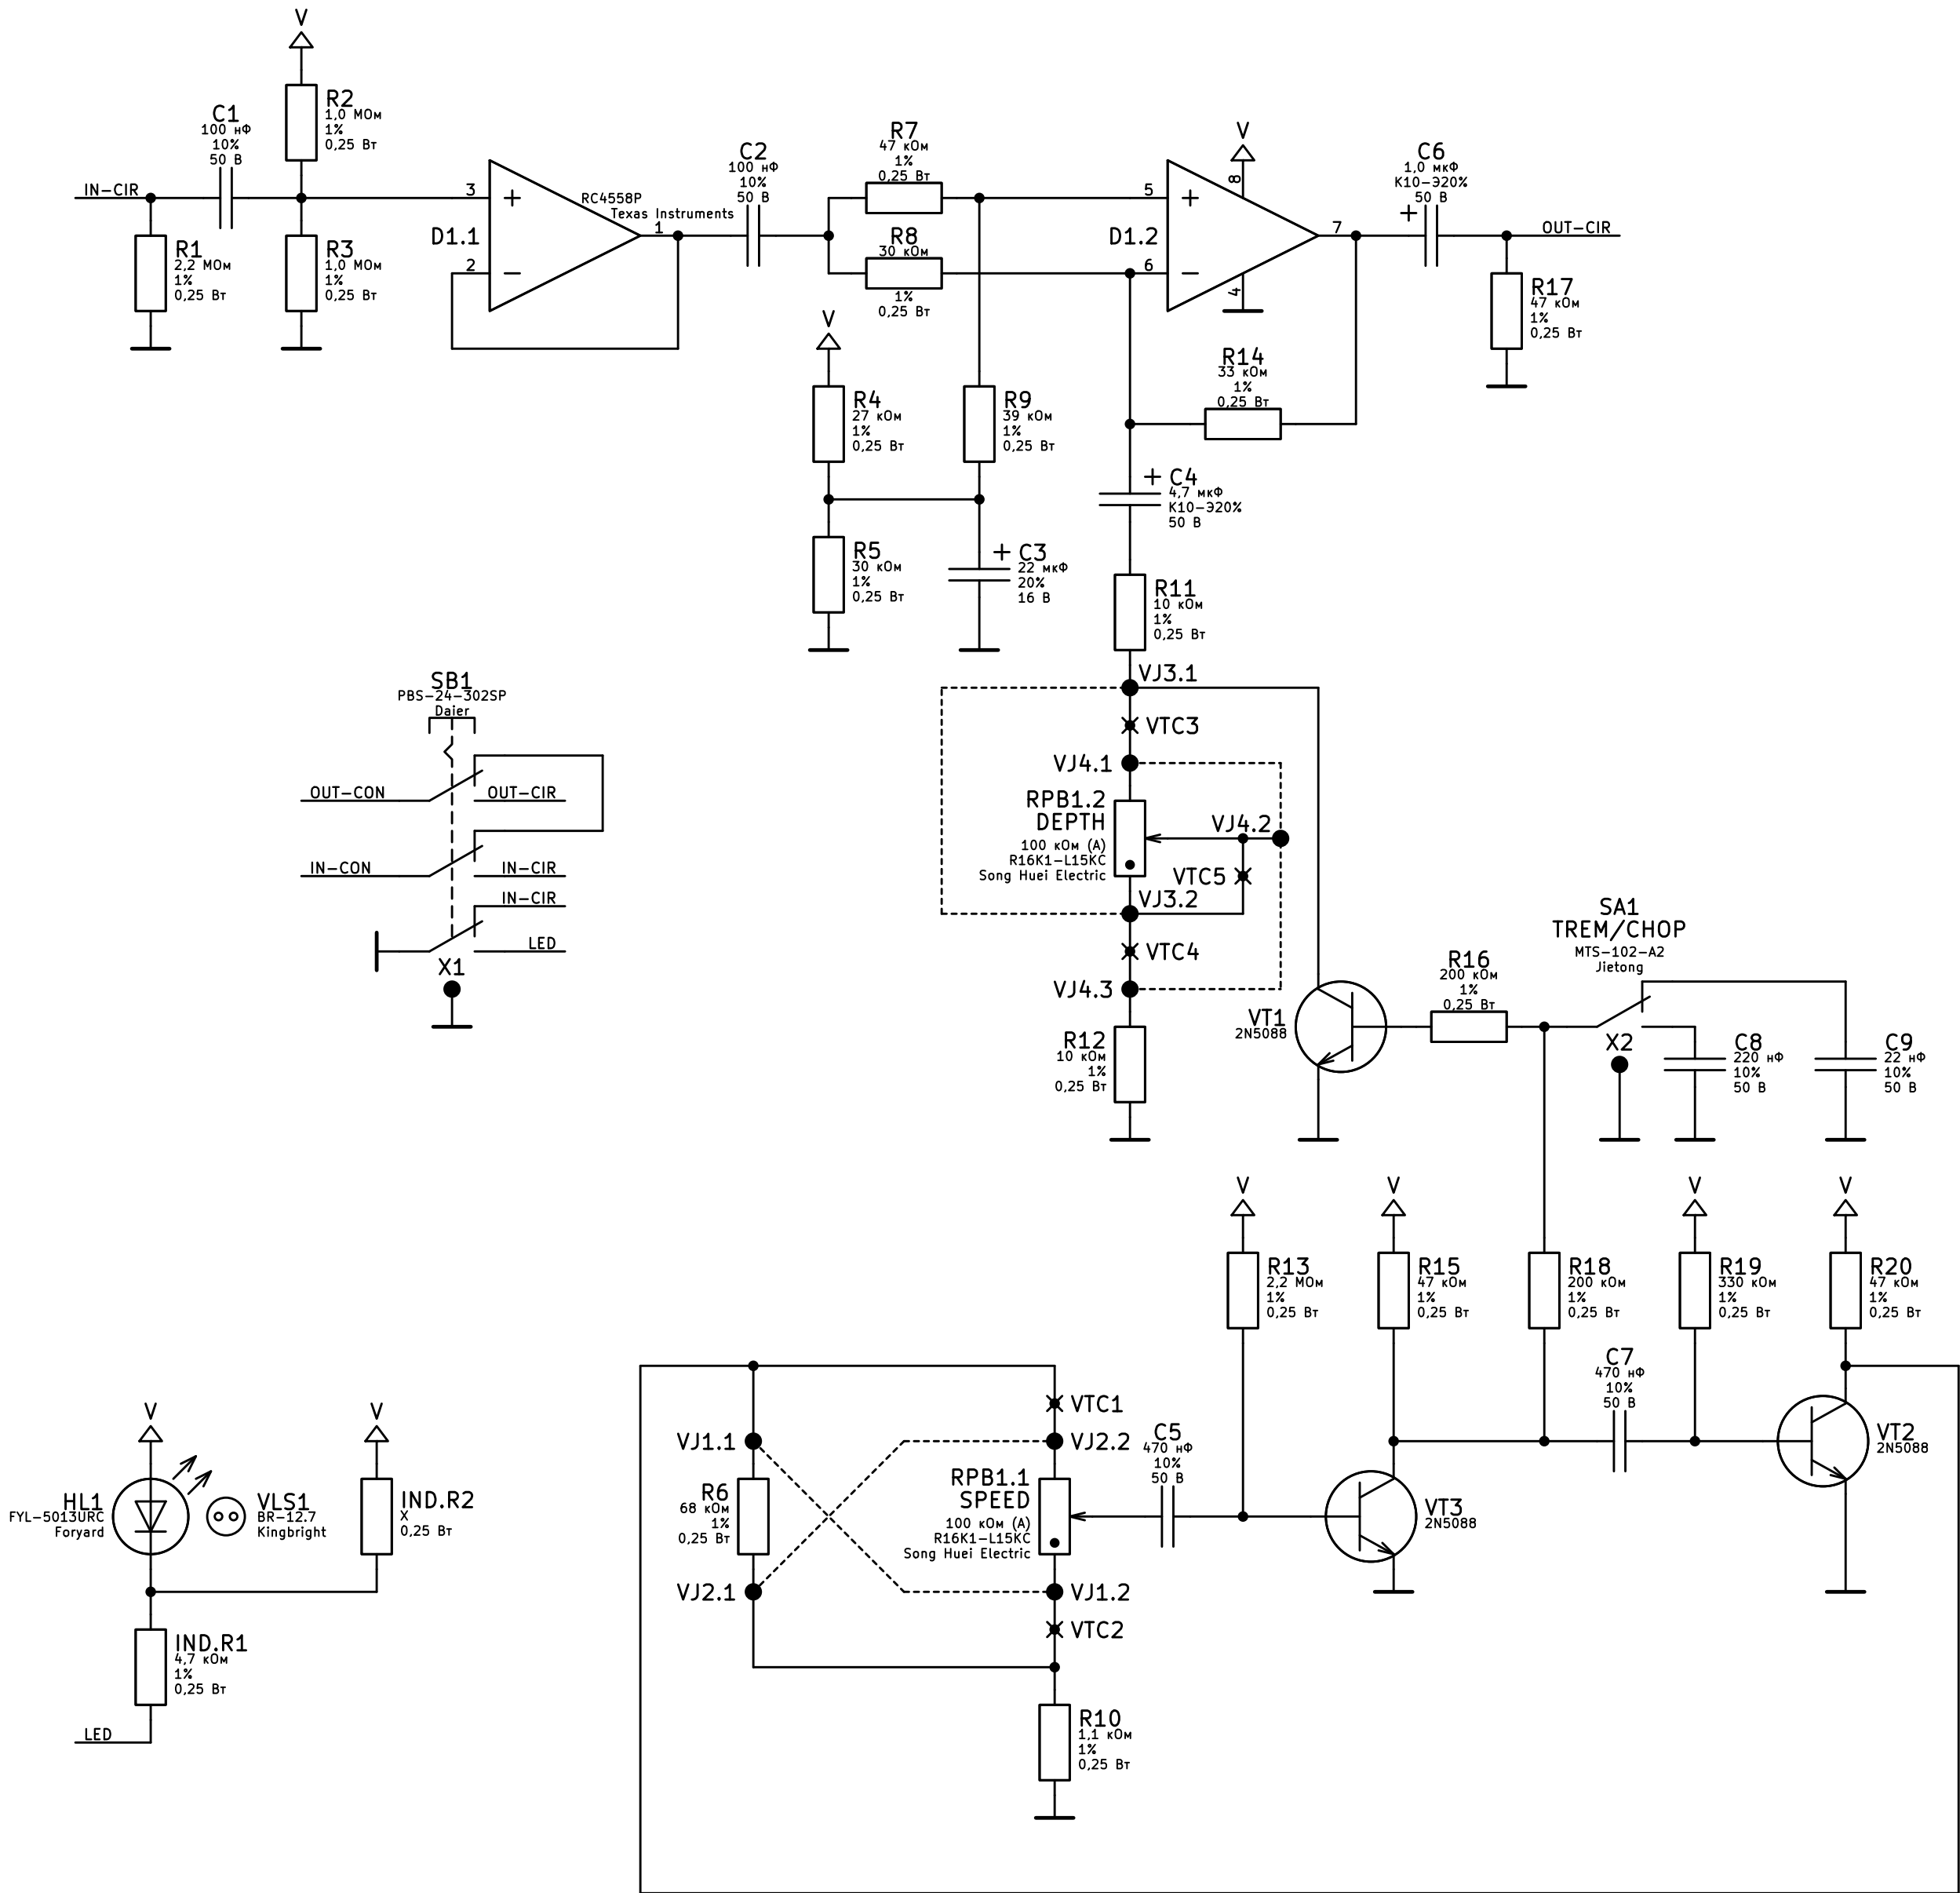 V
R2
1,0 МОм
1%
0,25 Вт
C1
100 нФ
10%
50 В
IN-CIR
R1
2,2 МОм
1%
0,25 Вт
R3
1,0 МОм
1%
0,25 Вт
3
+
RC4558P
Texas Instruments
1
D1.1
2
−
C2
100 нФ
10%
50 В
R7
47 кОм
1%
0,25 Вт
R8
30 кОм
1%
0,25 Вт
V
8
5
+
D1.2
7
6
−
4
C6
1,0 мкФ
К10-Э20%
50 В
+
OUT-CIR
R17
47 кОм
1%
0,25 Вт
R14
33 кОм
1%
0,25 Вт
V
R4
27 кОм
1%
0,25 Вт
R9
39 кОм
1%
0,25 Вт
+ C4
4,7 мкФ
К10-Э20%
50 В
R5
30 кОм
1%
0,25 Вт
+ C3
22 мкФ
20%
16 В
R11
10 кОм
1%
0,25 Вт
SB1
PBS-24-302SP
Daier
OUT-CON
OUT-CIR
IN-CON
IN-CIR
IN-CIR
LED
X1
VJ3.1
VTC3
VJ4.1
RPB1.2
DEPTH
100 кОм (A)
R16K1-L15KC
Song Huei Electric
VJ4.2
VTC5
VJ3.2
VTC4
VJ4.3
R12
10 кОм
1%
0,25 Вт
VT1
2N5088
R16
200 кОм
1%
0,25 Вт
SA1
TREM/CHOP
MTS-102-A2
Jietong
X2
C8
220 нФ
10%
50 В
C9
22 нФ
10%
50 В
V
V
V
V
R13
2,2 МОм
1%
0,25 Вт
R15
47 кОм
1%
0,25 Вт
R18
200 кОм
1%
0,25 Вт
R19
330 кОм
1%
0,25 Вт
R20
47 кОм
1%
0,25 Вт
C7
470 нФ
10%
50 В
VT2
2N5088
VT3
2N5088
C5
470 нФ
10%
50 В
VTC1
VJ1.1
VJ2.2
R6
68 кОм
1%
0,25 Вт
RPB1.1
SPEED
100 кОм (A)
R16K1-L15KC
Song Huei Electric
VJ2.1
VJ1.2
VTC2
R10
1,1 кОм
1%
0,25 Вт
V
V
HL1
FYL-5013URC
Foryard
VLS1
BR-12.7
Kingbright
IND.R2
X
0,25 Вт
IND.R1
4,7 кОм
1%
0,25 Вт
LED